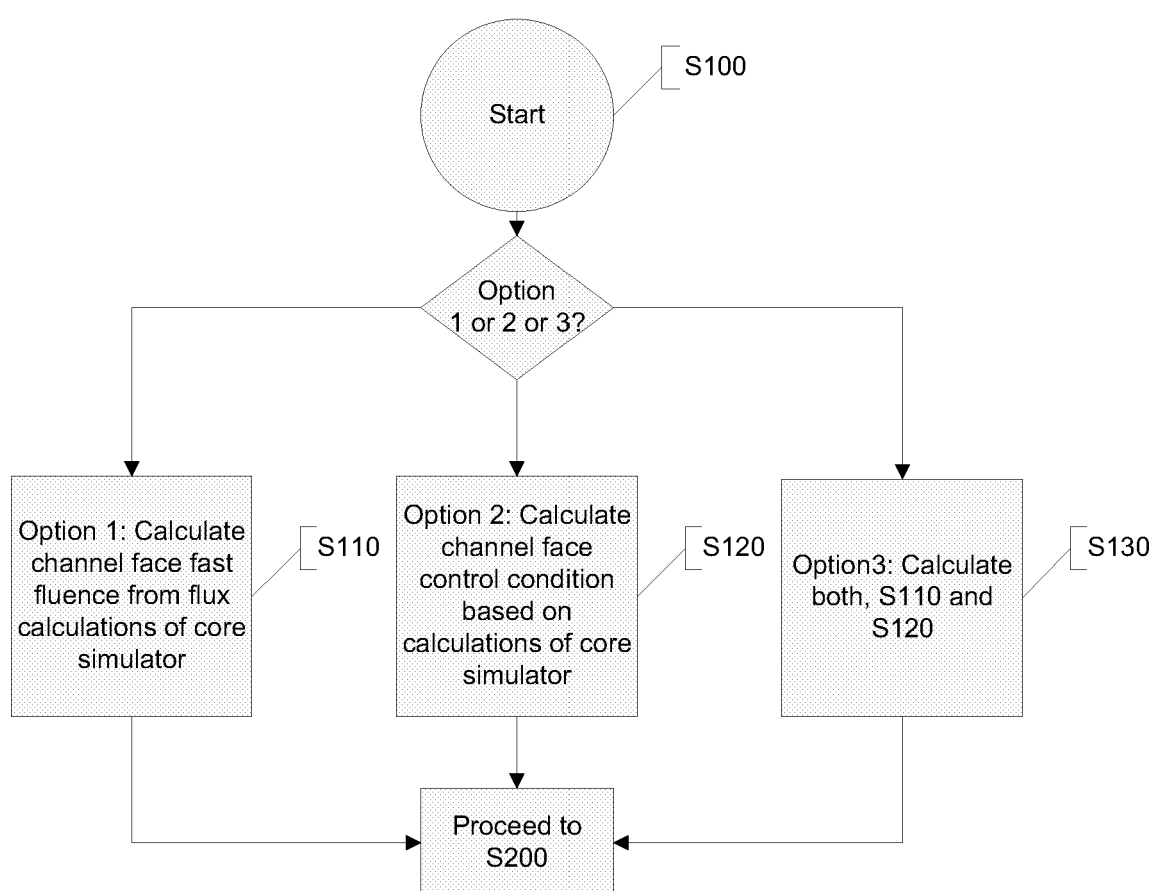 Start
S100
Option
1 or 2 or 3?
Option 1: Calculate
channel face fast
fluence from flux
calculations of core
simulator
S110
Option 2: Calculate
channel face
control condition
based on
calculations of core
simulator
S120
Option3: Calculate
both, S110 and
S120
S130
Proceed to
S200